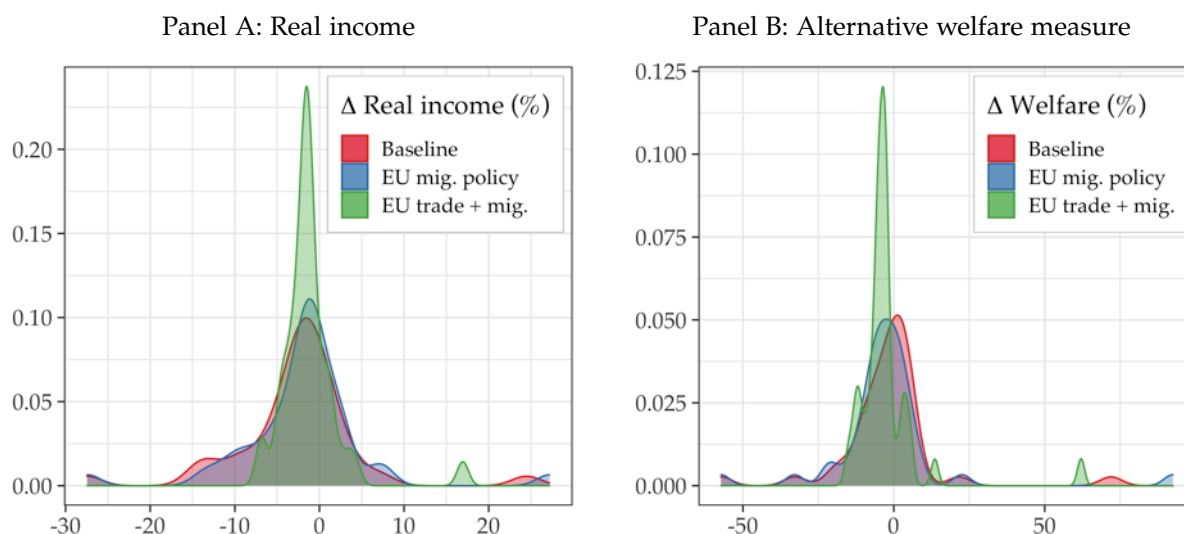 Panel A: Real income
Δ Real income (%)
Baseline
EU mig. policy
EU trade + mig.
0.20
0.15
0.10
0.05
0.00
-30
-20
-10
0
10
20
Panel B: Alternative welfare measure
Δ Welfare (%)
Baseline
EU mig. policy
EU trade + mig.
0.125
0.100
0.075
0.050
0.025
0.000
-50
0
50